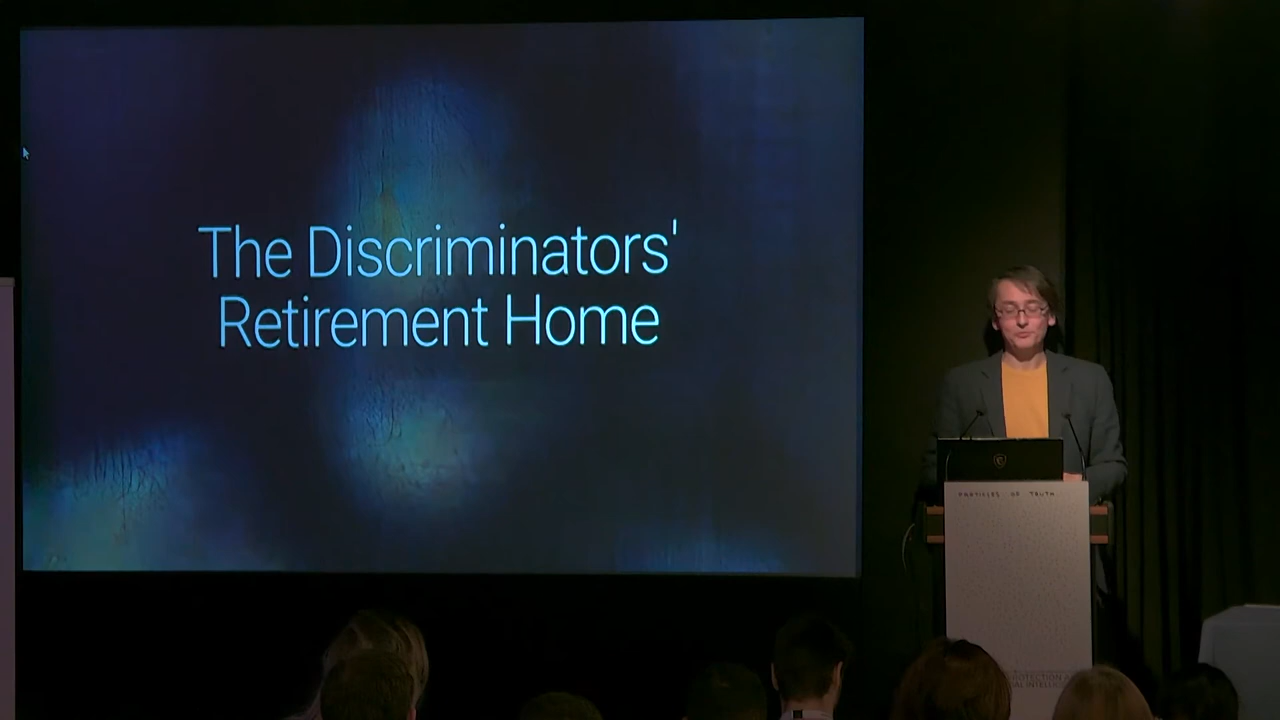 The Discriminators'
Retirement Home
PARTICLES OF TRUTH